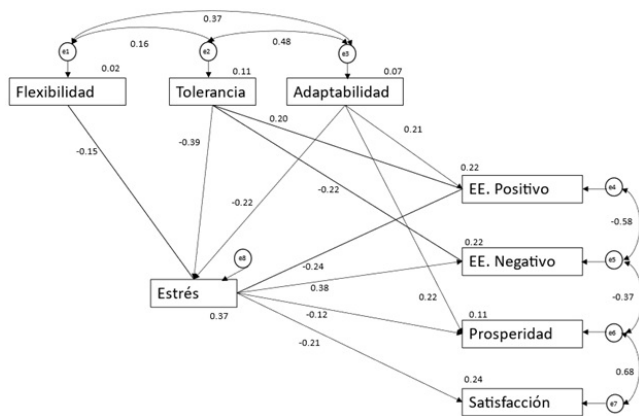 0.37
0.16
0.48
e1
e2
e3
0.02
0.11
0.07
Flexibilidad
Tolerancia
Adaptabilidad
0.20
0.21
-0.15
-0.39
-0.22
-0.22
0.22
EE. Positivo
e4
-0.58
0.22
EE. Negativo
e5
e8
-0.24
Estrés
0.38
0.37
-0.12
-0.21
0.22
-0.37
0.11
Prosperidad
e6
0.68
0.24
Satisfacción
e7